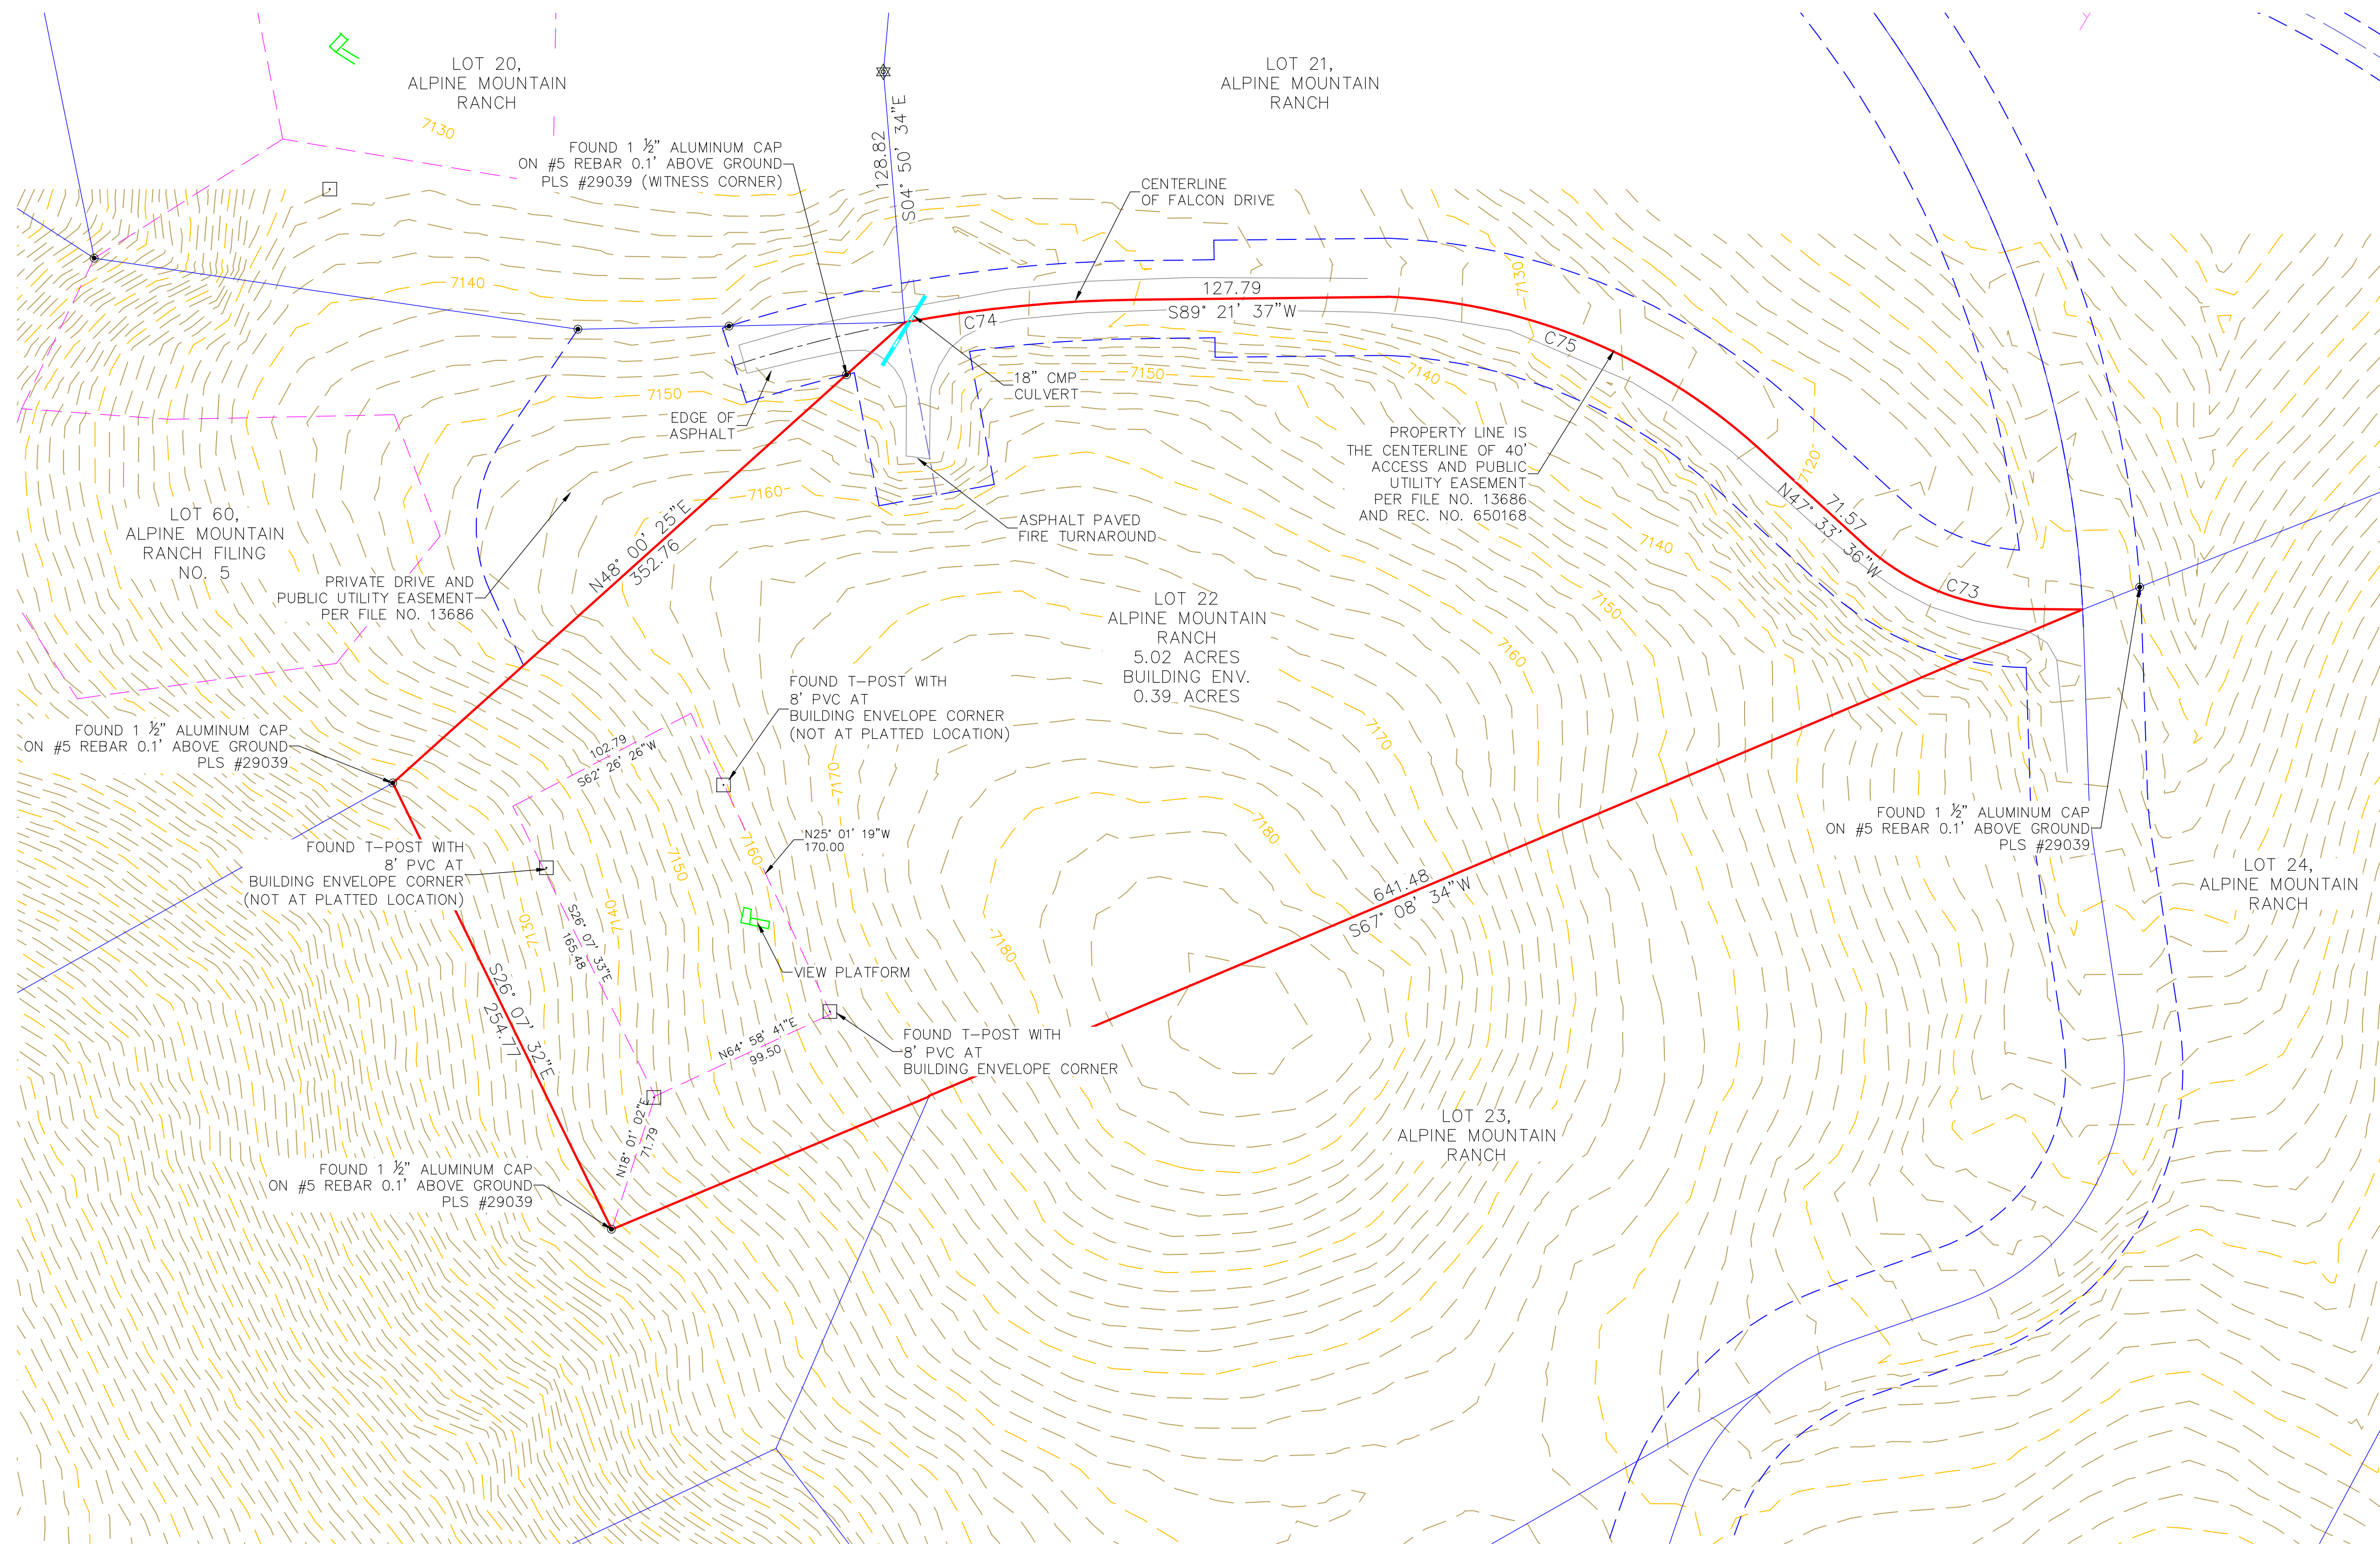 LOT 20,
ALPINE MOUNTAIN
RANCH
LOT 21,
ALPINE MOUNTAIN
RANCH
7130
FOUND 1 ½" ALUMINUM CAP
ON #5 REBAR 0.1' ABOVE GROUND
PLS #29039 (WITNESS CORNER)
128.82
S04° 50' 34"E
CENTERLINE
OF FALCON DRIVE
7140
7130
127.79
S89° 21' 37"W
C74
C75
7150
7150
7140
18" CMP
CULVERT
EDGE OF
ASPHALT
PROPERTY LINE IS
THE CENTERLINE OF 40'
ACCESS AND PUBLIC
UTILITY EASEMENT
PER FILE NO. 13686
AND REC. NO. 650168
7120
71.57
N47° 33' 36"W
7160
ASPHALT PAVED
FIRE TURNAROUND
LOT 60,
ALPINE MOUNTAIN
RANCH FILING
NO. 5
N48° 00' 25"E
352.76
7140
PRIVATE DRIVE AND
PUBLIC UTILITY EASEMENT
PER FILE NO. 13686
C73
7150
LOT 22
ALPINE MOUNTAIN
RANCH
5.02 ACRES
BUILDING ENV.
0.39 ACRES
7160
FOUND T-POST WITH
8' PVC AT
BUILDING ENVELOPE CORNER
(NOT AT PLATTED LOCATION)
FOUND 1 ½" ALUMINUM CAP
ON #5 REBAR 0.1' ABOVE GROUND
PLS #29039
102.79
S62° 26' 26"W
7170
7170
FOUND 1 ½" ALUMINUM CAP
ON #5 REBAR 0.1' ABOVE GROUND
PLS #29039
7180
N25° 01' 19"W
170.00
FOUND T-POST WITH
8' PVC AT
BUILDING ENVELOPE CORNER
(NOT AT PLATTED LOCATION)
7160
7150
LOT 24,
ALPINE MOUNTAIN
RANCH
641.48
S67° 08' 34"W
7130
7140
S26° 07' 33"E
165.48
7180
VIEW PLATFORM
S26° 07' 32"E
254.77
N64° 58' 41"E
99.50
FOUND T-POST WITH
8' PVC AT
BUILDING ENVELOPE CORNER
LOT 23,
ALPINE MOUNTAIN
RANCH
N18° 01' 02"E
71.79
FOUND 1 ½" ALUMINUM CAP
ON #5 REBAR 0.1' ABOVE GROUND
PLS #29039